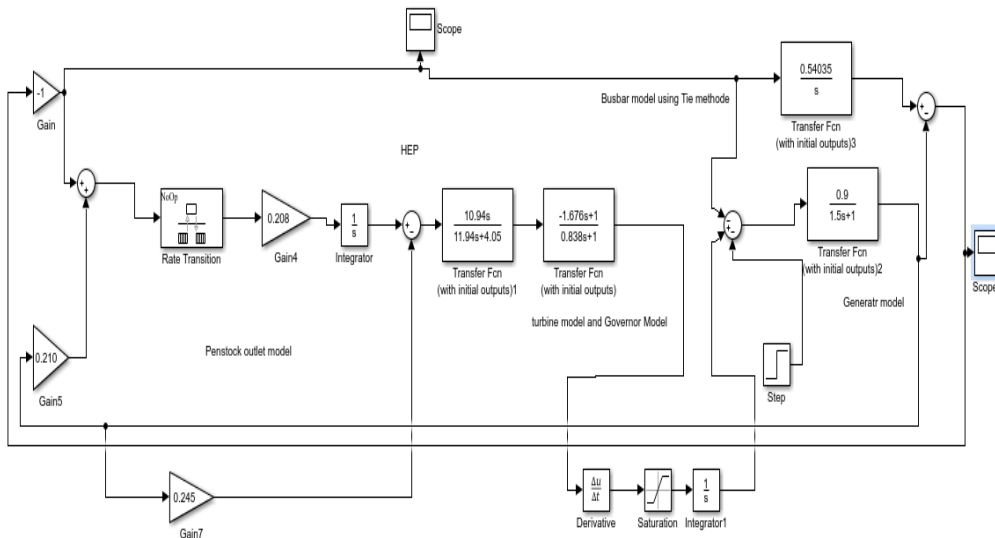 Scope
0.54035
s
-1
Gain
Busbar model using Tie methode
Transfer Fcn
(with initial outputs)3
HEP
NoOp
Rate Transition
0.208
Gain4
1
s
Integrator
10.94s
11.94s+4.05
Transfer Fcn
(with initial outputs)1
-1.676s+1
0.838s+1
Transfer Fcn
(with initial outputs)
0.9
1.5s+1
Transfer Fcn
(with initial outputs)2
Scope
Generatr model
turbine model and Governor Model
Penstock outlet model
0.210
Gain5
Step
0.245
Gain7
Δu
Δt
Derivative
Saturation
1
s
Integrator1